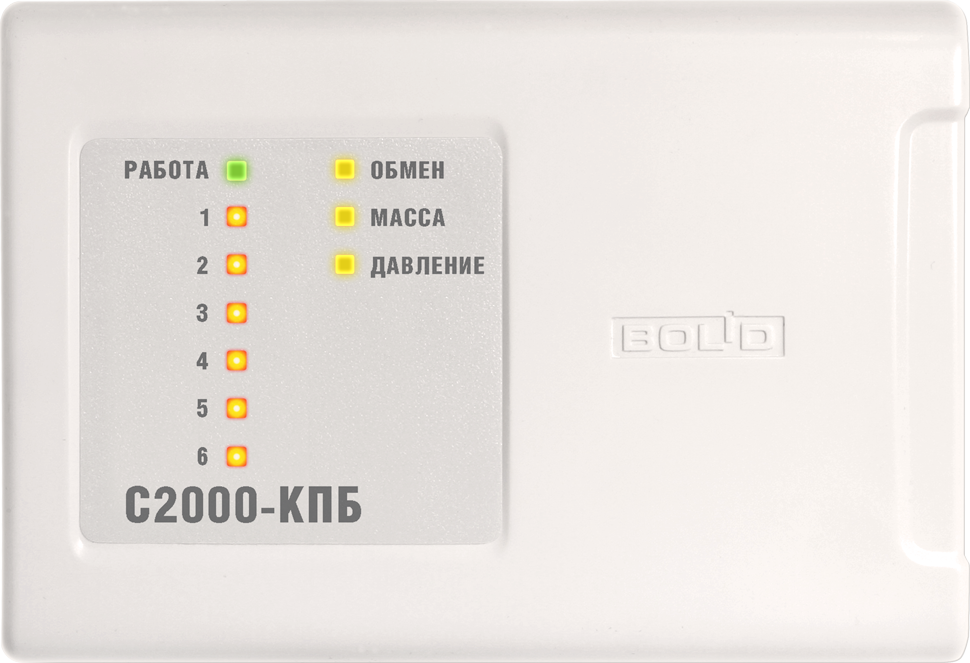 РАБОТА
1
2
3
4
5
6
ОБМЕН
МАССА
ДАВЛЕНИЕ
С2000-КПБ
BOLID